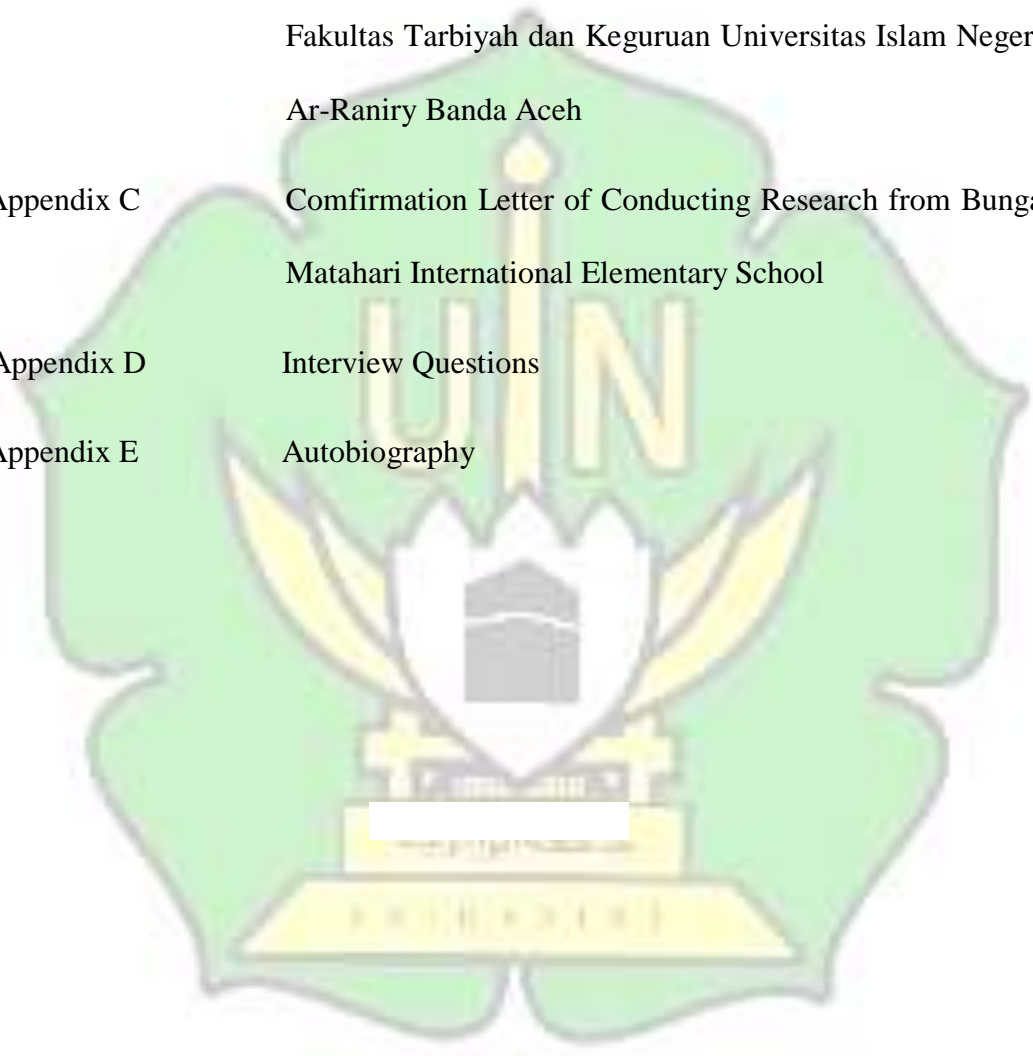 Fakultas Tarbiyah dan Keguruan Universitas Islam Neger
Ar-Raniry Banda Aceh
Appendix C Comfirmation Letter of Conducting Research from Bunga
Matahari International Elementary School
Appendix D Interview Questions
Appendix E Autobiography
UIN